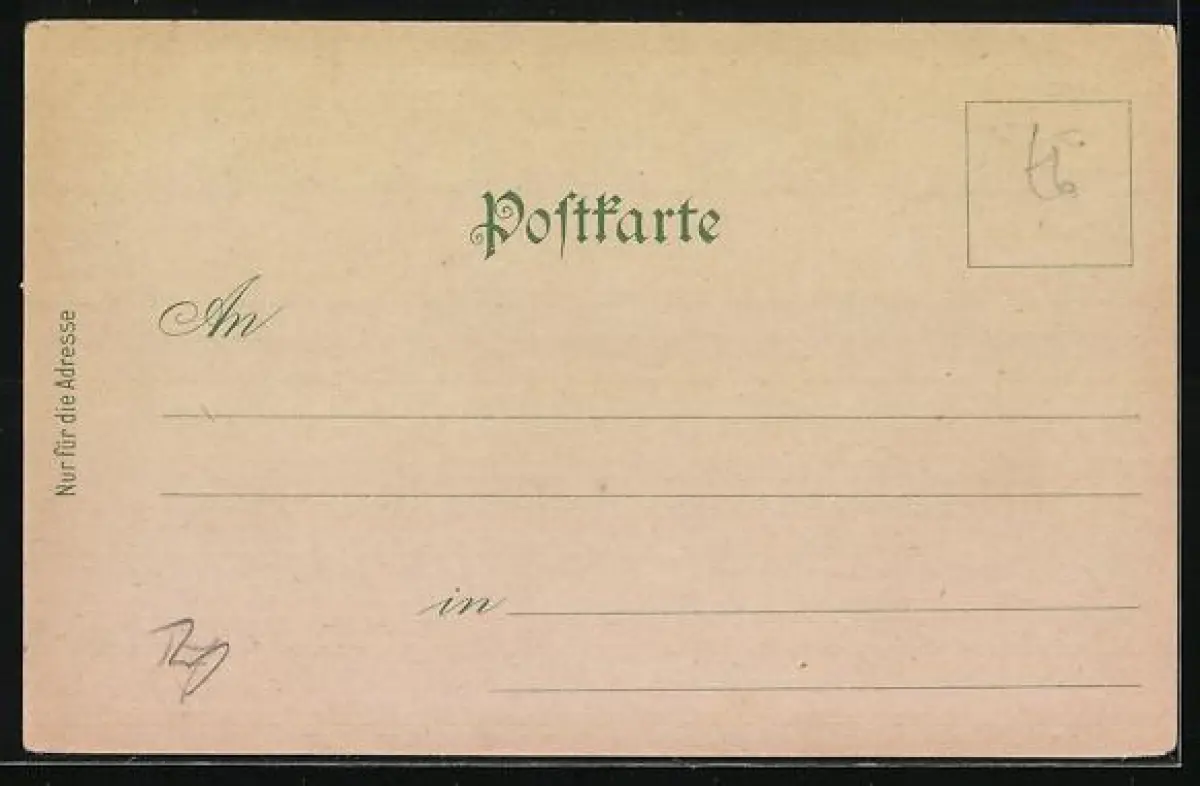 Postkarte
An
in
Nur für die Adresse